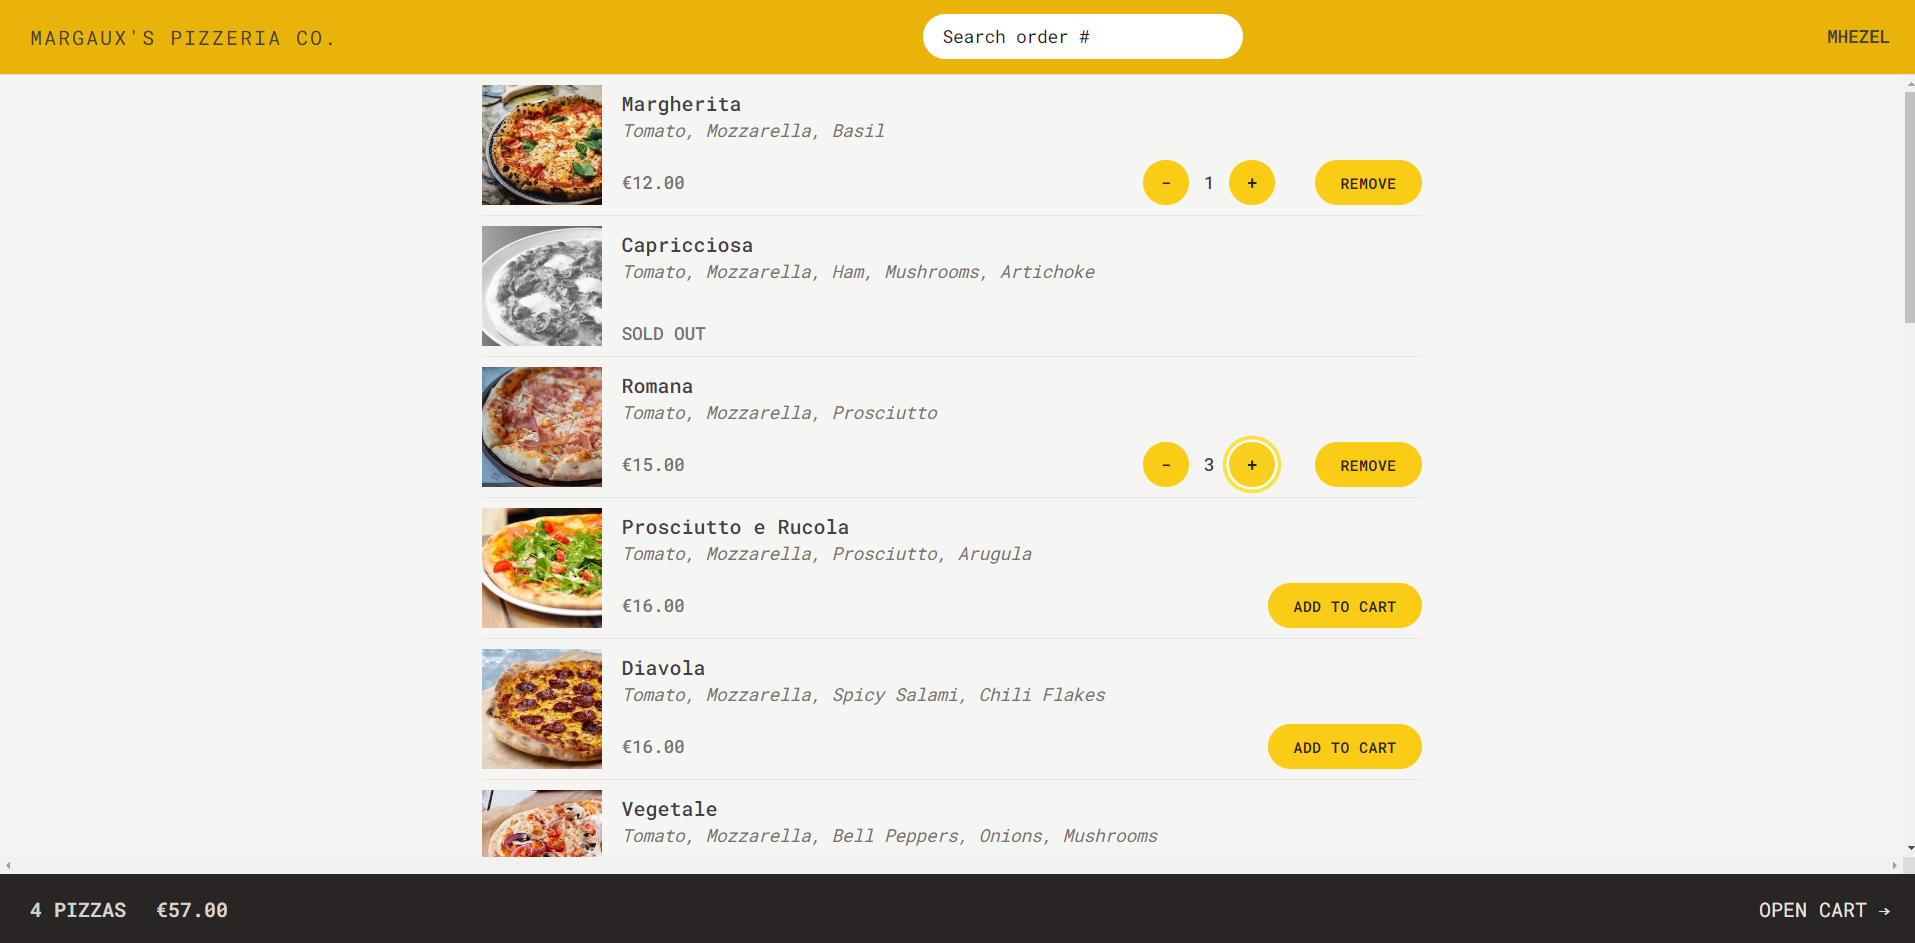 MARGAUX'S PIZZERIA CO.
Search order #
MHEZEL
Margherita
Tomato, Mozzarella, Basil
€12.00
- 1 + REMOVE
Capricciosa
Tomato, Mozzarella, Ham, Mushrooms, Artichoke
SOLD OUT
Romana
Tomato, Mozzarella, Prosciutto
€15.00
- 3 + REMOVE
Prosciutto e Rucola
Tomato, Mozzarella, Prosciutto, Arugula
€16.00
ADD TO CART
Diavola
Tomato, Mozzarella, Spicy Salami, Chili Flakes
€16.00
ADD TO CART
Vegetale
Tomato, Mozzarella, Bell Peppers, Onions, Mushrooms
4 PIZZAS €57.00
OPEN CART →